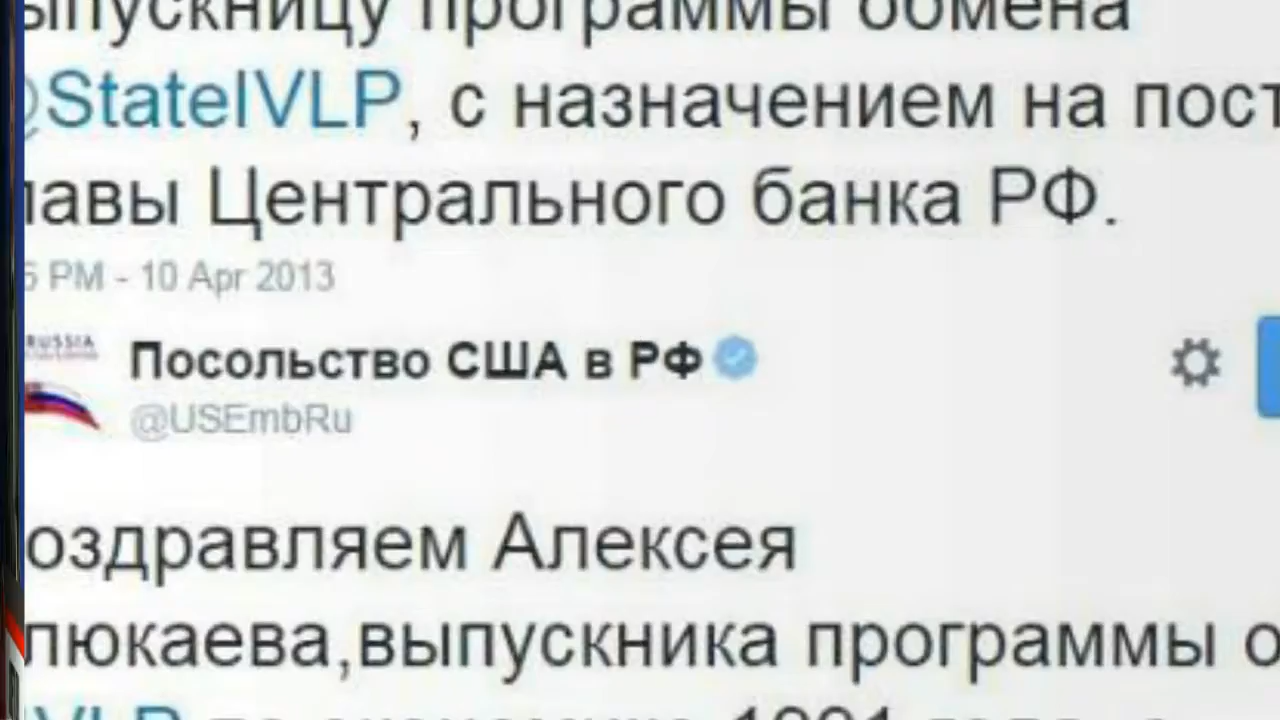 ыпускницу программы обмена
@StateIVLP, с назначением на пост
лавы Центрального банка РФ.
5 PM - 10 Apr 2013
RUSSIA
Посольство США в РФ
@USEmbRu
оздравляем Алексея
люкаева,выпускника программы о